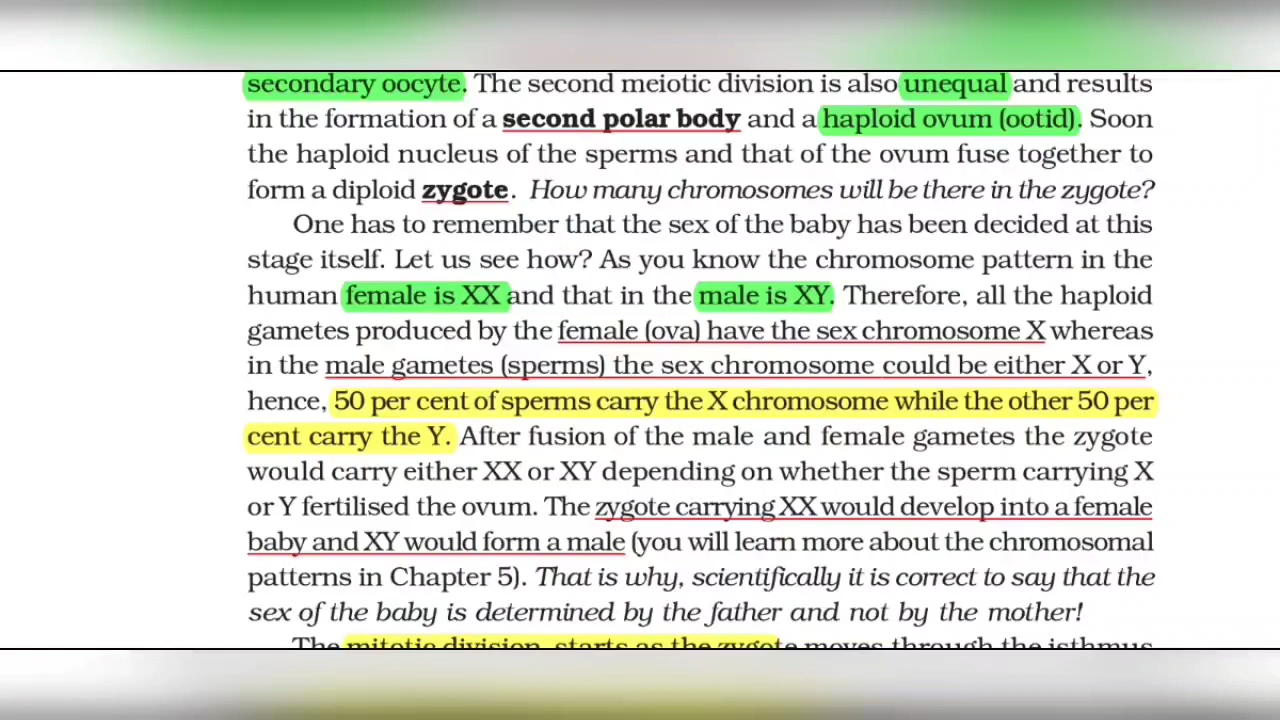 secondary oocyte. The second meiotic division is also unequal and results
in the formation of a second polar body and a haploid ovum (ootid). Soon
the haploid nucleus of the sperms and that of the ovum fuse together to
form a diploid zygote. How many chromosomes will be there in the zygote?
One has to remember that the sex of the baby has been decided at this
stage itself. Let us see how? As you know the chromosome pattern in the
human female is XX and that in the male is XY. Therefore, all the haploid
gametes produced by the female (ova) have the sex chromosome X whereas
in the male gametes (sperms) the sex chromosome could be either X or Y,
hence, 50 per cent of sperms carry the X chromosome while the other 50 per
cent carry the Y. After fusion of the male and female gametes the zygote
would carry either XX or XY depending on whether the sperm carrying X
or Y fertilised the ovum. The zygote carrying XX would develop into a female
baby and XY would form a male (you will learn more about the chromosomal
patterns in Chapter 5). That is why, scientifically it is correct to say that the
sex of the baby is determined by the father and not by the mother!
The mitotic division starts as the zygote moves through the isthmus